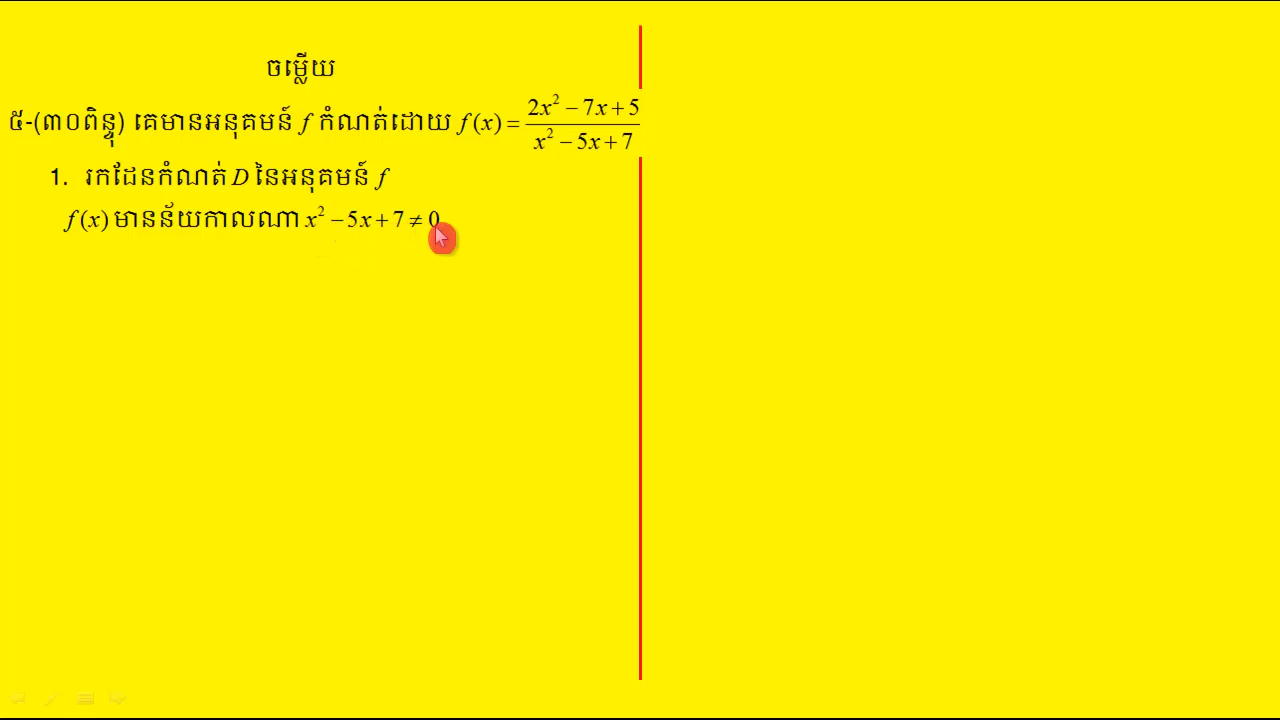 ចម្លើយ
៥-(៣០ពិន្ទុ) គេមានអនុគមន៍ f កំណត់ដោយ f(x) = (2x² − 7x + 5)/(x² − 5x + 7)
1. រកដែនកំណត់ D នៃអនុគមន៍ f
f(x) មានន័យកាលណា x² − 5x + 7 ≠ 0